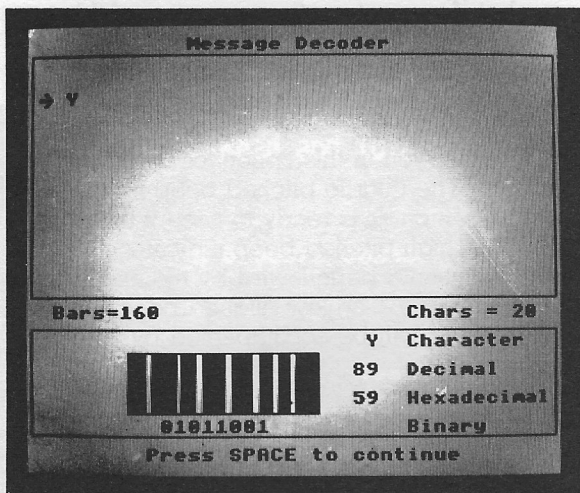 Message Decoder
→ Y
Bars=160 Chars = 20
Y Character
89 Decimal
59 Hexadecimal
01011001 Binary
Press SPACE to continue